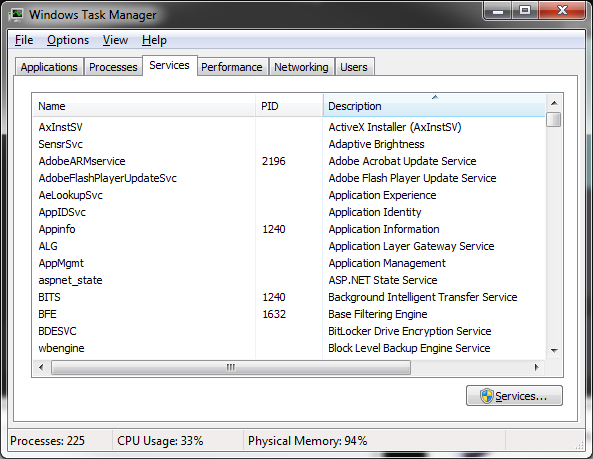 Windows Task Manager
File Options View Help
Applications Processes Services Performance Networking Users
Name PID Description
AxInstSV ActiveX Installer (AxInstSV)
SensrSvc Adaptive Brightness
AdobeARMservice 2196 Adobe Acrobat Update Service
AdobeFlashPlayerUpdateSvc Adobe Flash Player Update Service
AeLookupSvc Application Experience
AppIDSvc Application Identity
Appinfo 1240 Application Information
ALG Application Layer Gateway Service
AppMgmt Application Management
aspnet_state ASP.NET State Service
BITS 1240 Background Intelligent Transfer Service
BFE 1632 Base Filtering Engine
BDESVC BitLocker Drive Encryption Service
wbengine Block Level Backup Engine Service
Services...
Processes: 225 CPU Usage: 33% Physical Memory: 94%